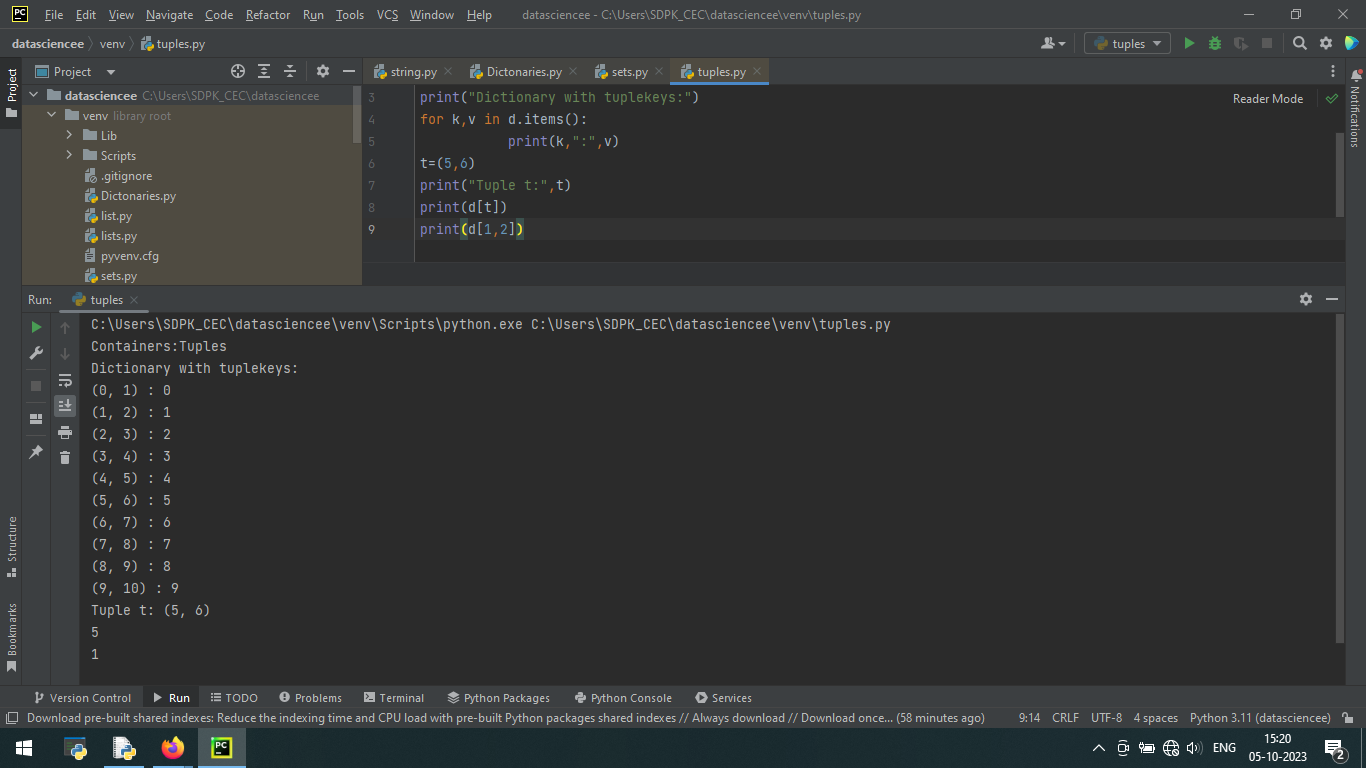 PC File Edit View Navigate Code Refactor Run Tools VCS Window Help datasciencee - C:\Users\SDPK_CEC\datasciencee\venv\tuples.py
datasciencee venv tuples.py tuples
Project Project string.py Dictonaries.py sets.py tuples.py
datasciencee C:\Users\SDPK_CEC\datasciencee
venv library root
Lib
Scripts
.gitignore
Dictonaries.py
list.py
lists.py
pyvenv.cfg
sets.py
3 print("Dictionary with tuplekeys:")
4 for k,v in d.items():
5 print(k,":",v)
6 t=(5,6)
7 print("Tuple t:",t)
8 print(d[t])
9 print(d[1,2])
Reader Mode
Notifications
Run: tuples
C:\Users\SDPK_CEC\datasciencee\venv\Scripts\python.exe C:\Users\SDPK_CEC\datasciencee\venv\tuples.py
Containers:Tuples
Dictionary with tuplekeys:
(0, 1) : 0
(1, 2) : 1
(2, 3) : 2
(3, 4) : 3
(4, 5) : 4
(5, 6) : 5
(6, 7) : 6
(7, 8) : 7
(8, 9) : 8
(9, 10) : 9
Tuple t: (5, 6)
5
1
Structure
Bookmarks
Version Control Run TODO Problems Terminal Python Packages Python Console Services
Download pre-built shared indexes: Reduce the indexing time and CPU load with pre-built Python packages shared indexes // Always download // Download once... (58 minutes ago) 9:14 CRLF UTF-8 4 spaces Python 3.11 (datasciencee)
PC ENG 15:20
05-10-2023 2